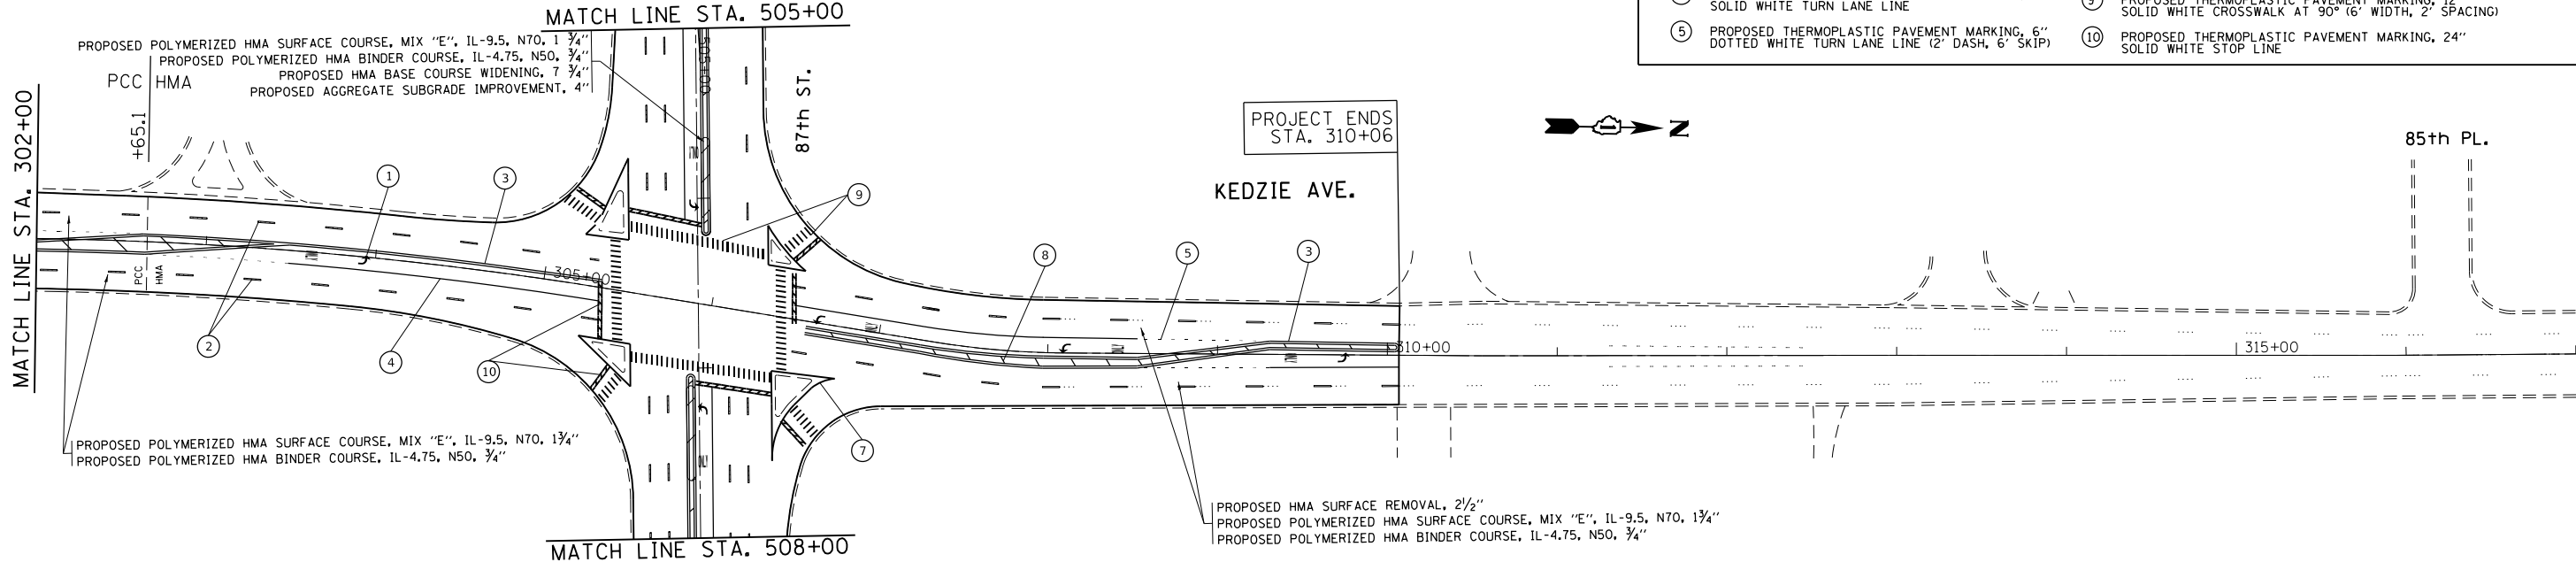 MATCH LINE STA. 505+00
SOLID WHITE TURN LANE LINE
5 PROPOSED THERMOPLASTIC PAVEMENT MARKING, 6"
DOTTED WHITE TURN LANE LINE (2' DASH, 6' SKIP)
9 PROPOSED THERMOPLASTIC PAVEMENT MARKING, 12"
SOLID WHITE CROSSWALK AT 90° (6' WIDTH, 2' SPACING)
10 PROPOSED THERMOPLASTIC PAVEMENT MARKING, 24"
SOLID WHITE STOP LINE
PROPOSED POLYMERIZED HMA SURFACE COURSE, MIX "E", IL-9.5, N70, 1 3/4"
PROPOSED POLYMERIZED HMA BINDER COURSE, IL-4.75, N50, 3/4"
PROPOSED HMA BASE COURSE WIDENING, 7 3/4"
PROPOSED AGGREGATE SUBGRADE IMPROVEMENT, 4"
PCC HMA
+65.1
MATCH LINE STA. 302+00
505+00
87th ST.
PROJECT ENDS
STA. 310+06
N
KEDZIE AVE.
85th PL.
1
3
9
8
5
3
PCC
HMA
305+00
310+00
315+00
2
4
10
7
PROPOSED POLYMERIZED HMA SURFACE COURSE, MIX "E", IL-9.5, N70, 1 3/4"
PROPOSED POLYMERIZED HMA BINDER COURSE, IL-4.75, N50, 3/4"
PROPOSED HMA SURFACE REMOVAL, 2 1/2"
PROPOSED POLYMERIZED HMA SURFACE COURSE, MIX "E", IL-9.5, N70, 1 3/4"
PROPOSED POLYMERIZED HMA BINDER COURSE, IL-4.75, N50, 3/4"
MATCH LINE STA. 508+00